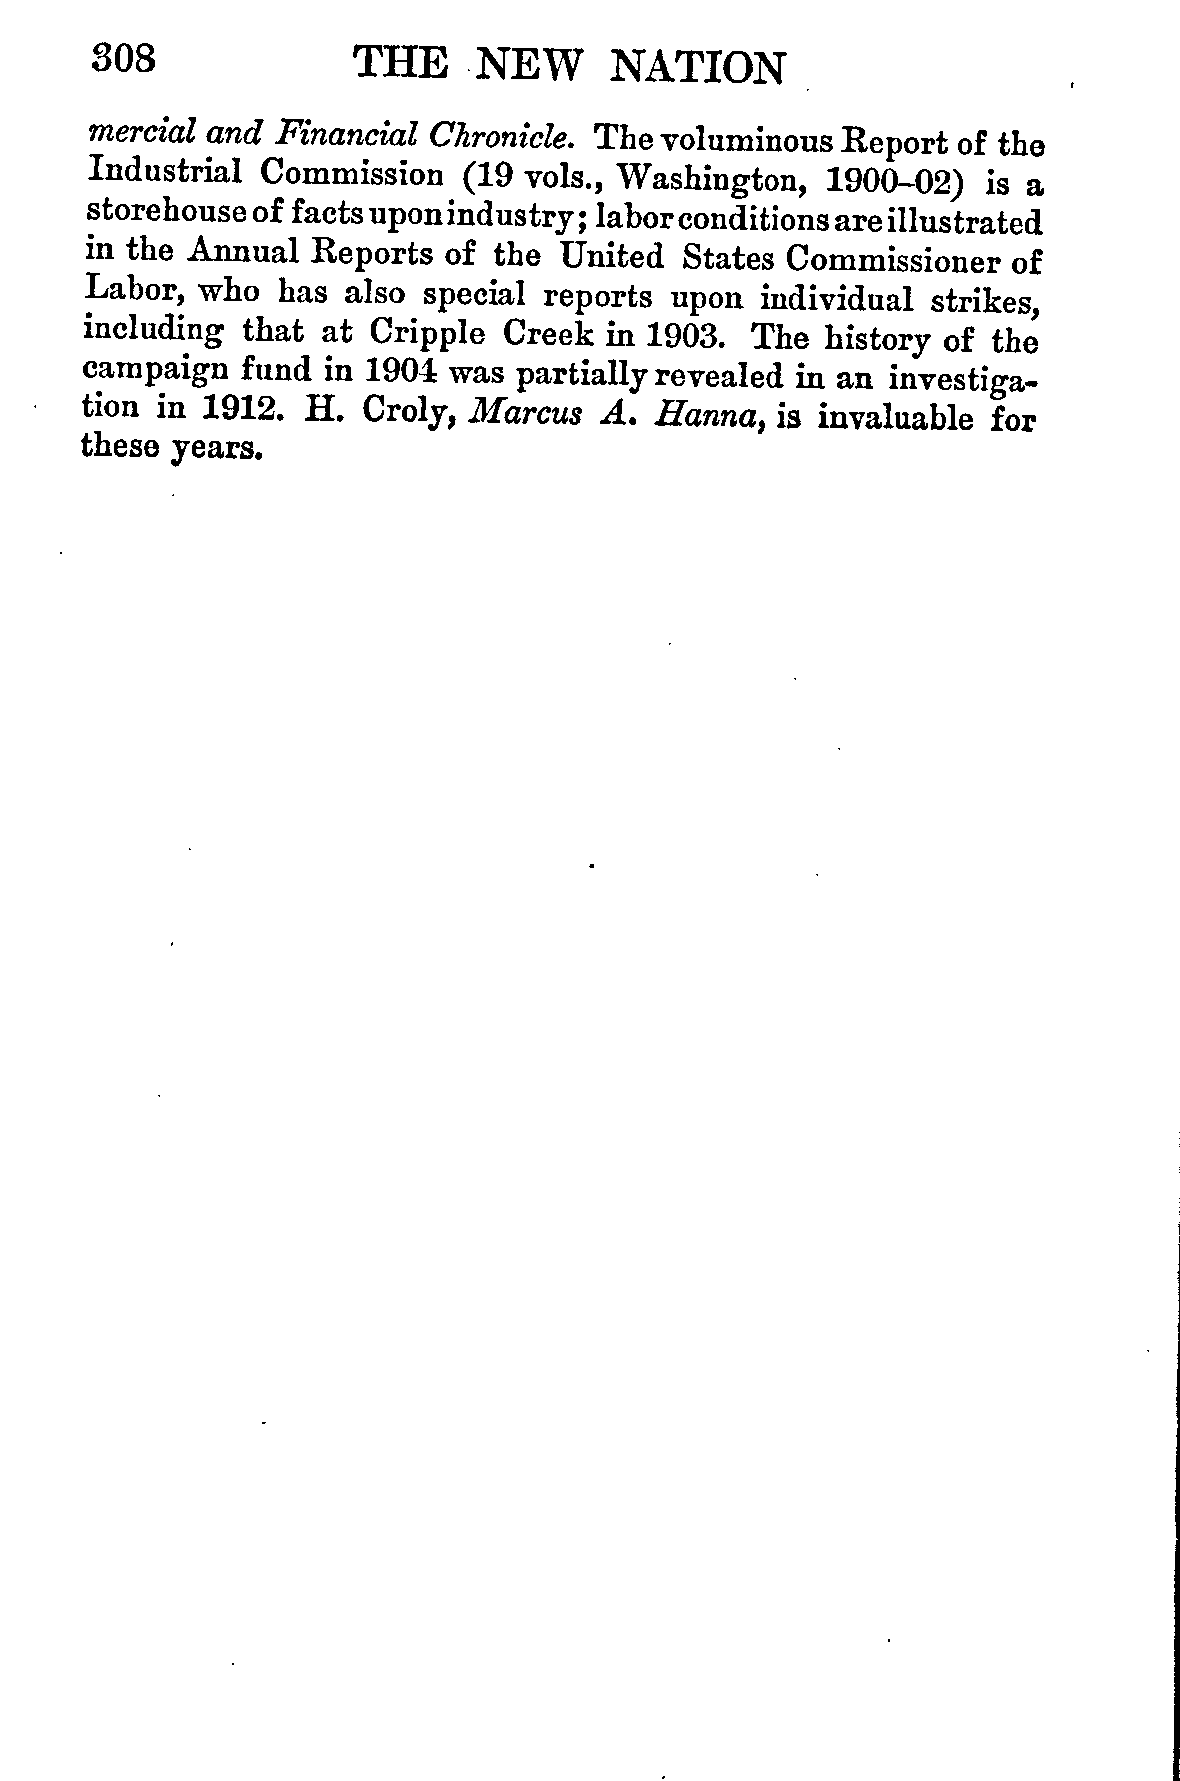 308 THE NEW NATION
mercial and Financial Chronicle. The voluminous Report of the
Industrial Commission (19 vols., Washington, 1900–02) is a
storehouse of facts upon industry; labor conditions are illustrated
in the Annual Reports of the United States Commissioner of
Labor, who has also special reports upon individual strikes,
including that at Cripple Creek in 1903. The history of the
campaign fund in 1904 was partially revealed in an investiga-
tion in 1912. H. Croly, Marcus A. Hanna, is invaluable for
these years.